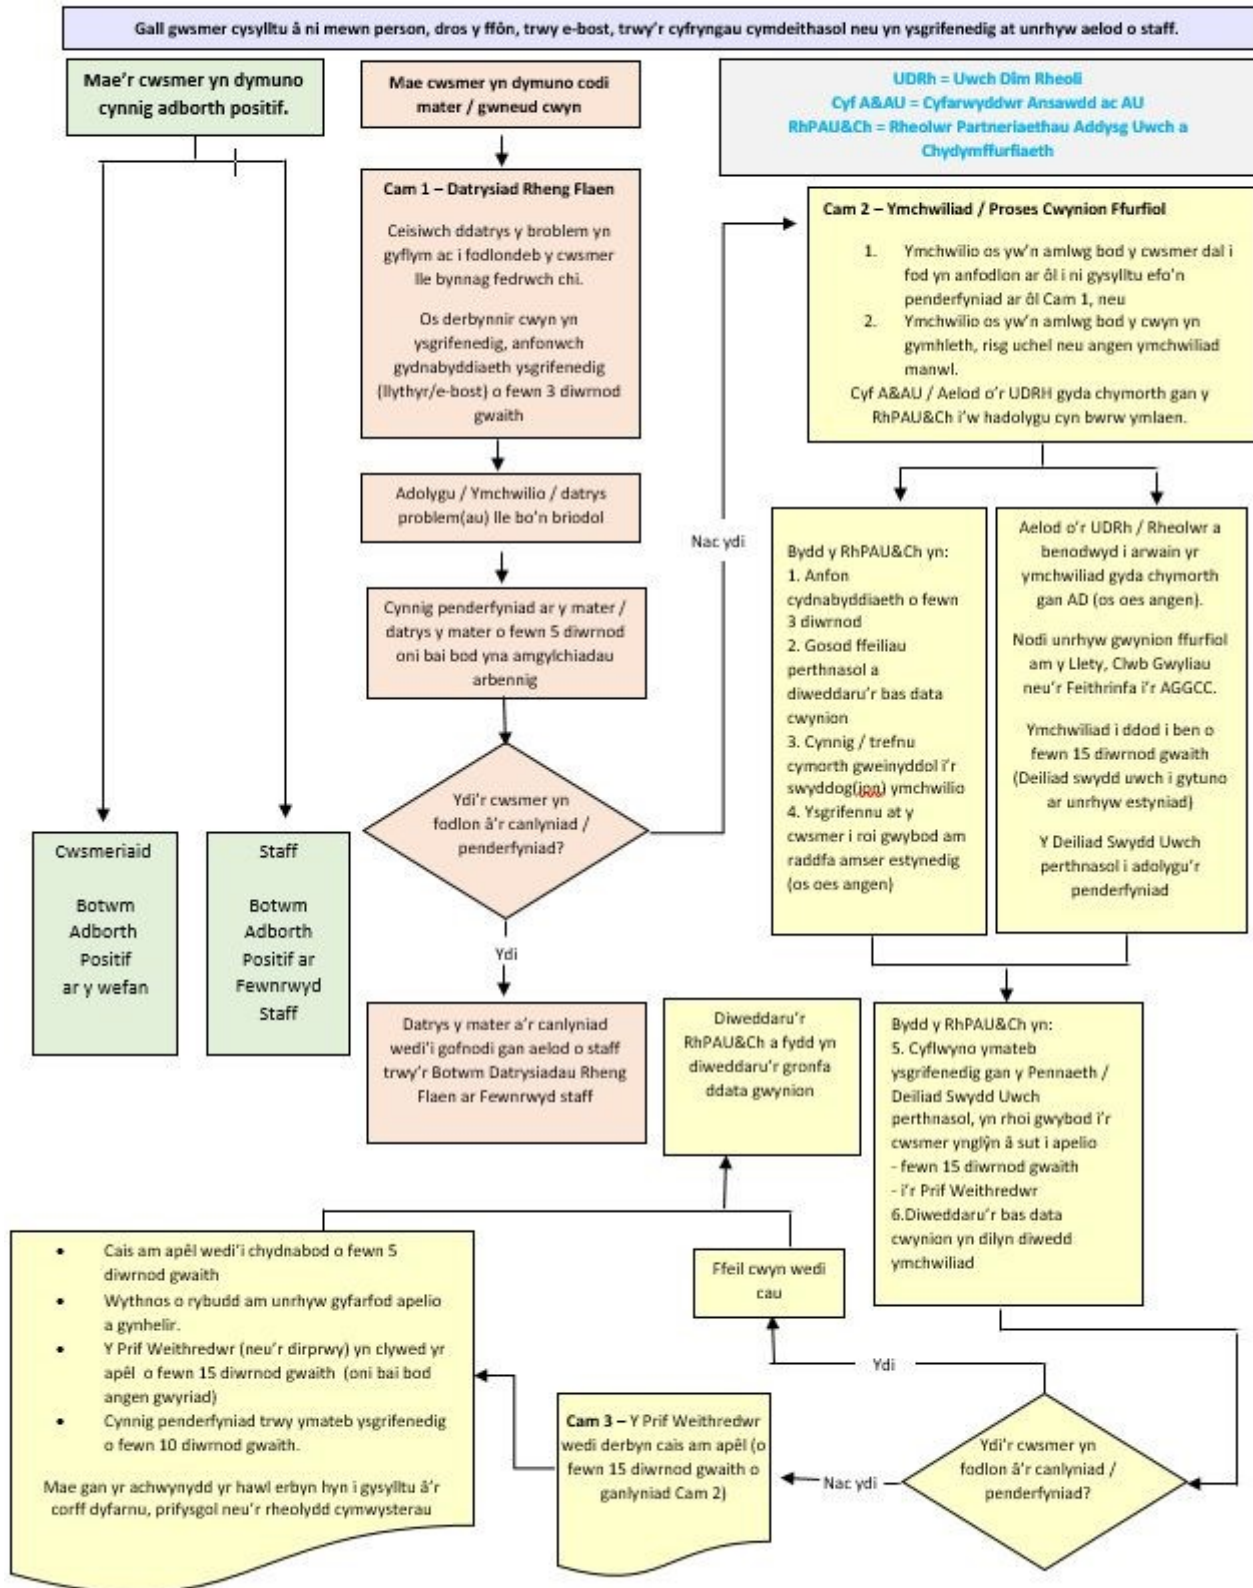 Gall gwsmer cysylltu â ni mewn person, dros y ffôn, trwy e-bost, trwy'r cyfryngau cymdeithasol neu yn ysgrifenedig at unrhyw aelod o staff.
Mae'r cwsmer yn dymuno
cynnig adborth positif.
Mae cwsmer yn dymuno codi
mater / gwneud cwyn
UDRh = Uwch Dîm Rheoli
Cyf A&AU = Cyfarwyddwr Ansawdd ac AU
RhPAU&Ch = Rheolwr Partneriaethau Addysg Uwch a
Chydymffurfiaeth
Cam 1 – Datrysiad Rheng Flaen
Ceisiwch ddatrys y broblem yn
gyflym ac i fodlondeb y cwsmer
lle bynnag fedrwch chi.
Os derbynnir cwyn yn
ysgrifenedig, anfonwch
gydnabyddiaeth ysgrifenedig
(llythyr/e-bost) o fewn 3 diwrnod
gwaith
Adolygu / Ymchwilio / datrys
problem(au) lle bo'n briodol
Cynnig penderfyniad ar y mater /
datrys y mater o fewn 5 diwrnod
oni bai bod yna amgylchiadau
arbennig
Ydi'r cwsmer yn
fodlon â'r canlyniad /
penderfyniad?
Nac ydi
Ydi
Cam 2 – Ymchwiliad / Proses Cwynion Ffurfiol
1. Ymchwilio os yw'n amlwg bod y cwsmer dal i
fod yn anfodlon ar ôl i ni gysylltu efo'n
penderfyniad ar ôl Cam 1, neu
2. Ymchwilio os yw'n amlwg bod y cwyn yn
gymhleth, risg uchel neu angen ymchwiliad
manwl.
Cyf A&AU / Aelod o'r UDRH gyda chymorth gan y
RhPAU&Ch i'w hadolygu cyn bwrw ymlaen.
Bydd y RhPAU&Ch yn:
1. Anfon
cydnabyddiaeth o fewn
3 diwrnod
2. Gosod ffeiliau
perthnasol a
diweddaru'r bas data
cwynion
3. Cynnig / trefnu
cymorth gweinyddol i'r
swyddog(ion) ymchwilio
4. Ysgrifennu at y
cwsmer i roi gwybod am
raddfa amser estynedig
(os oes angen)
Aelod o'r UDRh / Rheolwr a
benodwyd i arwain yr
ymchwiliad gyda chymorth
gan AD (os oes angen).
Nodi unrhyw gwynion ffurfiol
am y Llety, Clwb Gwyliau
neu'r Feithrinfa i'r AGGCC.
Ymchwiliad i ddod i ben o
fewn 15 diwrnod gwaith
(Deiliad swydd uwch i gytuno
ar unrhyw estyniad)
Y Deiliad Swydd Uwch
perthnasol i adolygu'r
penderfyniad
Cwsmeriaid
Botwm
Adborth
Positif
ar y wefan
Staff
Botwm
Adborth
Positif ar
Fewnrwyd
Staff
Datrys y mater a'r canlyniad
wedi'i gofnodi gan aelod o staff
trwy'r Botwm Datrysiadau Rheng
Flaen ar Fewnrwyd staff
Diweddaru'r
RhPAU&Ch a fydd yn
diweddaru'r gronfa
ddata gwynion
Bydd y RhPAU&Ch yn:
5. Cyflwyno ymateb
ysgrifenedig gan y Pennaeth /
Deiliad Swydd Uwch
perthnasol, yn rhoi gwybod i'r
cwsmer ynglŷn â sut i apelio
- fewn 15 diwrnod gwaith
- i'r Prif Weithredwr
6.Diweddaru'r bas data
cwynion yn dilyn diwedd
ymchwiliad
Ydi'r cwsmer yn
fodlon â'r canlyniad /
penderfyniad?
Ydi
Nac ydi
Ffeil cwyn wedi
cau
Cam 3 – Y Prif Weithredwr
wedi derbyn cais am apêl (o
fewn 15 diwrnod gwaith o
ganlyniad Cam 2)
• Cais am apêl wedi'i chydnabod o fewn 5
diwrnod gwaith
• Wythnos o rybudd am unrhyw gyfarfod apelio
a gynhelir.
• Y Prif Weithredwr (neu'r dirprwy) yn clywed yr
apêl o fewn 15 diwrnod gwaith (oni bai bod
angen gwyriad)
• Cynnig penderfyniad trwy ymateb ysgrifenedig
o fewn 10 diwrnod gwaith.
Mae gan yr achwynydd yr hawl erbyn hyn i gysylltu â'r
corff dyfarnu, prifysgol neu'r rheolydd cymwysterau